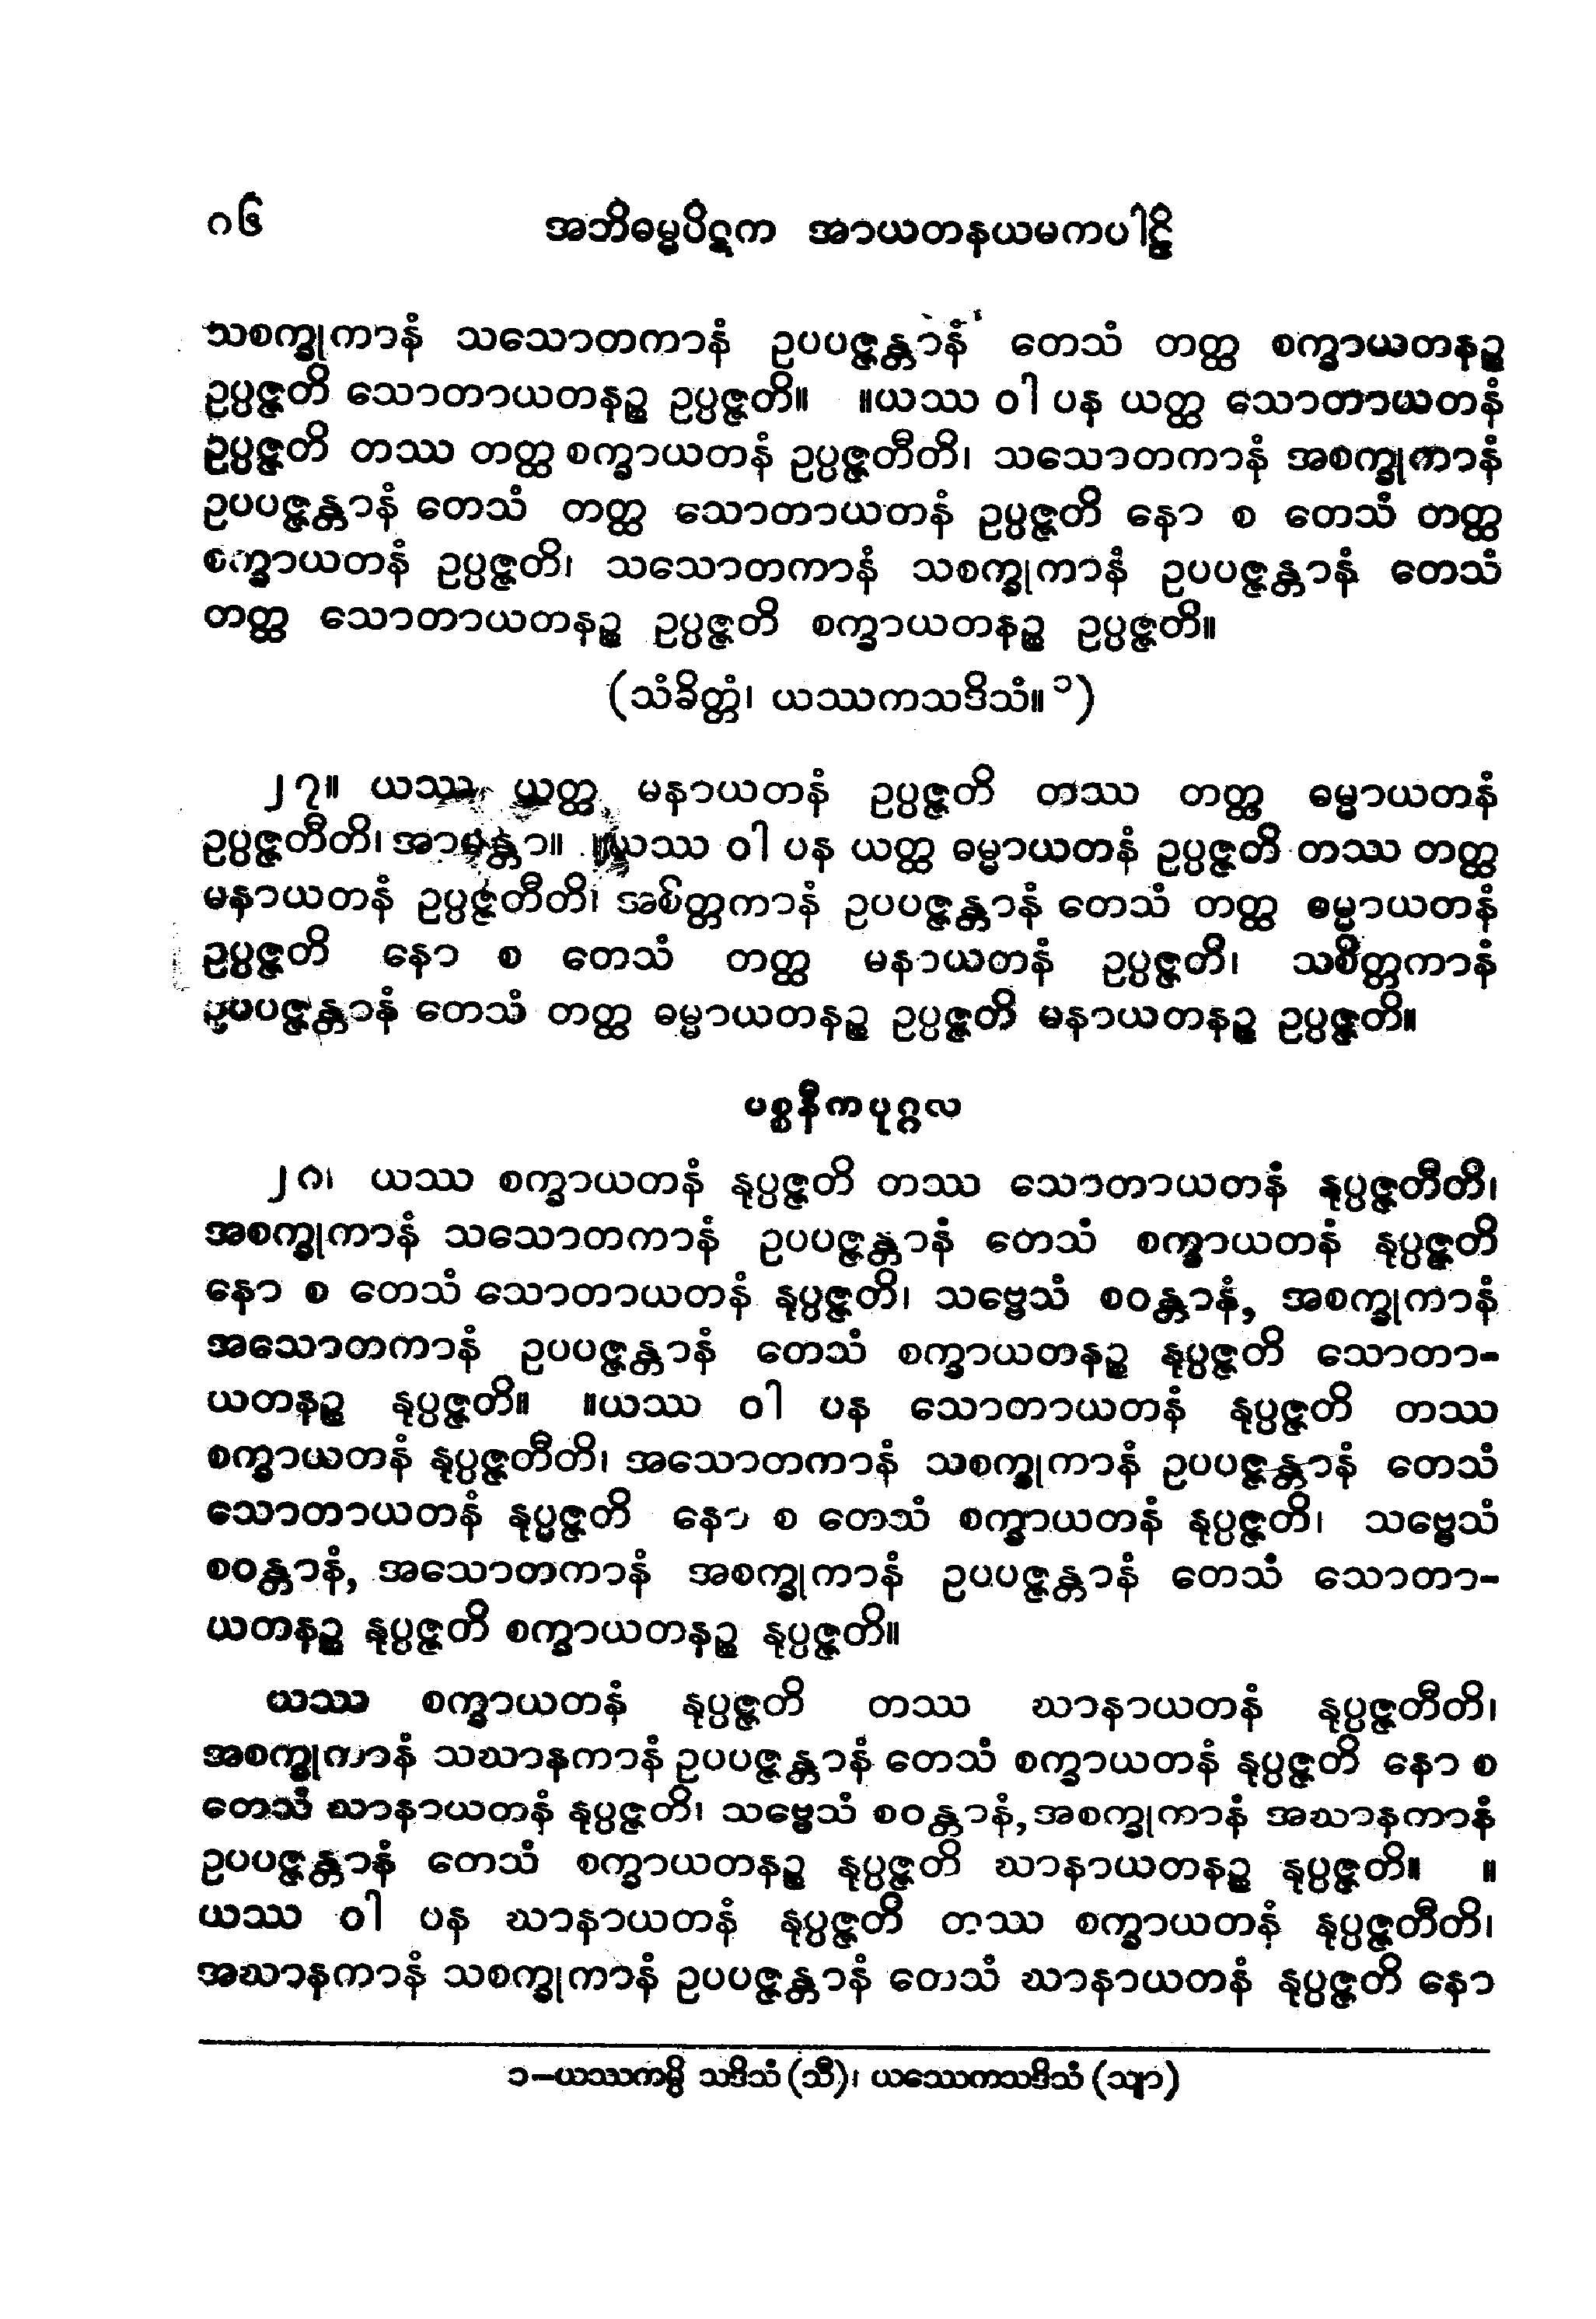 ၈၆ အဘိဓမ္မပိဋက အာယတနယမကပါဠိ
သစက္ခုကာနံ သသောတကာနံ ဥပပဇ္ဇန္တာနံ တေသံ တတ္ထ စက္ခာယတနဉ္စ
ဥပ္ပဇ္ဇတိ သောတာယတနဉ္စ ဥပ္ပဇ္ဇတိ။ ။ယဿ ဝါ ပန ယတ္ထ သောတာယတနံ
ဥပ္ပဇ္ဇတိ တဿ တတ္ထ စက္ခာယတနံ ဥပ္ပဇ္ဇတီတိ၊ သသောတကာနံ အစက္ခုကာနံ
ဥပပဇ္ဇန္တာနံ တေသံ တတ္ထ သောတာယတနံ ဥပ္ပဇ္ဇတိ နော စ တေသံ တတ္ထ
စက္ခာယတနံ ဥပ္ပဇ္ဇတိ၊ သသောတကာနံ သစက္ခုကာနံ ဥပပဇ္ဇန္တာနံ တေသံ
တတ္ထ သောတာယတနဉ္စ ဥပ္ပဇ္ဇတိ စက္ခာယတနဉ္စ ဥပ္ပဇ္ဇတိ။
(သံခိတ္တံ၊ ယဿကသဒိသံ။ ၁)
၂၇။ ယဿ ယတ္ထ မနာယတနံ ဥပ္ပဇ္ဇတိ တဿ တတ္ထ ဓမ္မာယတနံ
ဥပ္ပဇ္ဇတီတိ၊ အာမန္တာ။ ။ယဿ ဝါ ပန ယတ္ထ ဓမ္မာယတနံ ဥပ္ပဇ္ဇတိ တဿ တတ္ထ
မနာယတနံ ဥပ္ပဇ္ဇတီတိ၊ အစိတ္တကာနံ ဥပပဇ္ဇန္တာနံ တေသံ တတ္ထ ဓမ္မာယတနံ
ဥပ္ပဇ္ဇတိ နော စ တေသံ တတ္ထ မနာယတနံ ဥပ္ပဇ္ဇတိ၊ သစိတ္တကာနံ
ဥပပဇ္ဇန္တာနံ တေသံ တတ္ထ ဓမ္မာယတနဉ္စ ဥပ္ပဇ္ဇတိ မနာယတနဉ္စ ဥပ္ပဇ္ဇတိ။
ပစ္စနီကပုဂ္ဂလ
၂၈၊ ယဿ စက္ခာယတနံ နုပ္ပဇ္ဇတိ တဿ သောတာယတနံ နုပ္ပဇ္ဇတီတိ၊
အစက္ခုကာနံ သသောတကာနံ ဥပပဇ္ဇန္တာနံ တေသံ စက္ခာယတနံ နုပ္ပဇ္ဇတိ
နော စ တေသံ သောတာယတနံ နုပ္ပဇ္ဇတိ၊ သဗ္ဗေသံ စဝန္တာနံ, အစက္ခုကာနံ
အသောတကာနံ ဥပပဇ္ဇန္တာနံ တေသံ စက္ခာယတနဉ္စ နုပ္ပဇ္ဇတိ သောတာ-
ယတနဉ္စ နုပ္ပဇ္ဇတိ။ ။ယဿ ဝါ ပန သောတာယတနံ နုပ္ပဇ္ဇတိ တဿ
စက္ခာယတနံ နုပ္ပဇ္ဇတီတိ၊ အသောတကာနံ သစက္ခုကာနံ ဥပပဇ္ဇန္တာနံ တေသံ
သောတာယတနံ နုပ္ပဇ္ဇတိ နော စ တေသံ စက္ခာယတနံ နုပ္ပဇ္ဇတိ၊ သဗ္ဗေသံ
စဝန္တာနံ, အသောတကာနံ အစက္ခုကာနံ ဥပပဇ္ဇန္တာနံ တေသံ သောတာ-
ယတနဉ္စ နုပ္ပဇ္ဇတိ စက္ခာယတနဉ္စ နုပ္ပဇ္ဇတိ။
ယဿ စက္ခာယတနံ နုပ္ပဇ္ဇတိ တဿ ဃာနာယတနံ နုပ္ပဇ္ဇတီတိ၊
အစက္ခုကာနံ သဃာနကာနံ ဥပပဇ္ဇန္တာနံ တေသံ စက္ခာယတနံ နုပ္ပဇ္ဇတိ နော စ
တေသံ ဃာနာယတနံ နုပ္ပဇ္ဇတိ၊ သဗ္ဗေသံ စဝန္တာနံ, အစက္ခုကာနံ အဃာနကာနံ
ဥပပဇ္ဇန္တာနံ တေသံ စက္ခာယတနဉ္စ နုပ္ပဇ္ဇတိ ဃာနာယတနဉ္စ နုပ္ပဇ္ဇတိ။ ။
ယဿ ဝါ ပန ဃာနာယတနံ နုပ္ပဇ္ဇတိ တဿ စက္ခာယတနံ နုပ္ပဇ္ဇတီတိ၊
အဃာနကာနံ သစက္ခုကာနံ ဥပပဇ္ဇန္တာနံ တေသံ ဃာနာယတနံ နုပ္ပဇ္ဇတိ နော
၁–ယဿကမ္ပိ သဒိသံ (သီ)၊ ယဿေကသဒိသံ (သျာ)